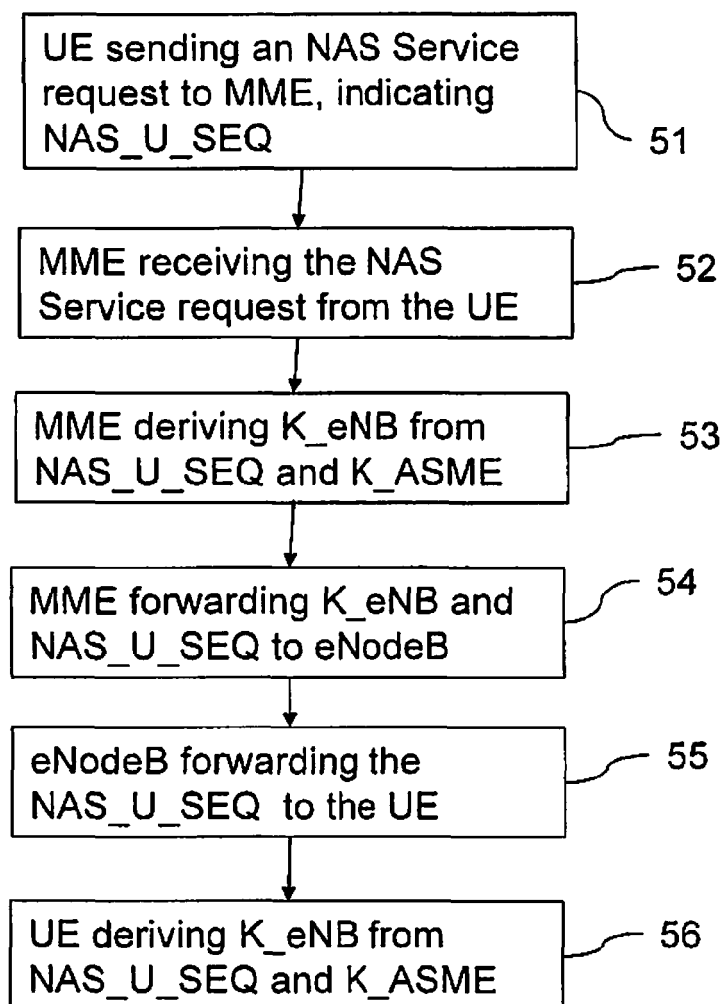 UE sending an NAS Service
request to MME, indicating
NAS_U_SEQ
51
MME receiving the NAS
Service request from the UE
52
MME deriving K_eNB from
NAS_U_SEQ and K_ASME
53
MME forwarding K_eNB and
NAS_U_SEQ to eNodeB
54
eNodeB forwarding the
NAS_U_SEQ to the UE
55
UE deriving K_eNB from
NAS_U_SEQ and K_ASME
56